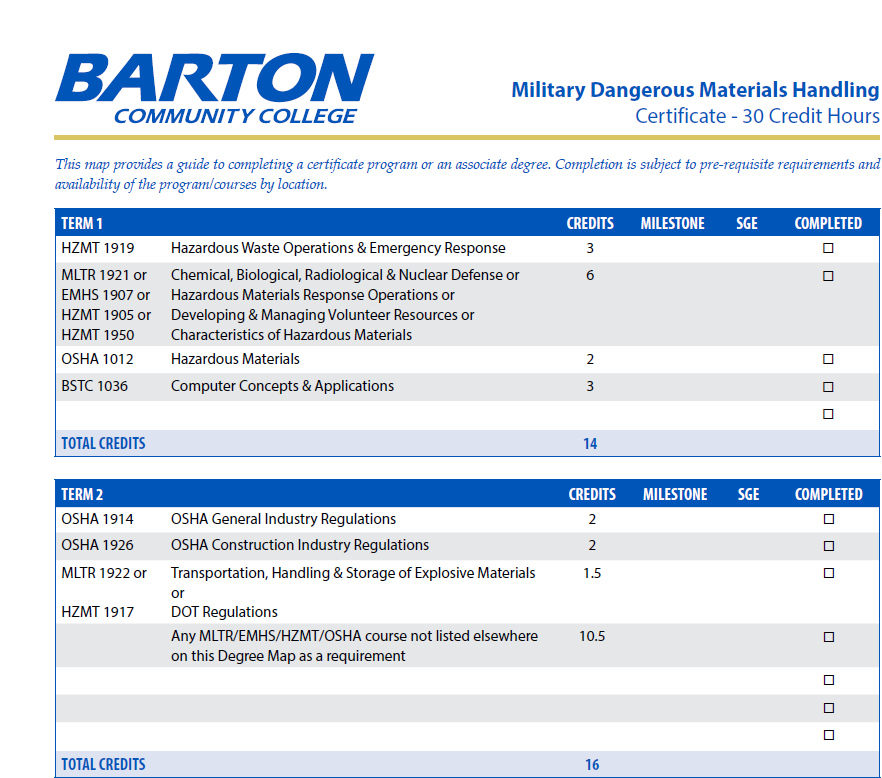 BARTON
COMMUNITY COLLEGE
Military Dangerous Materials Handling
Certificate - 30 Credit Hours
This map provides a guide to completing a certificate program or an associate degree. Completion is subject to pre-requisite requirements and
availability of the program/courses by location.
TERM 1 CREDITS MILESTONE SGE COMPLETED
HZMT 1919 Hazardous Waste Operations & Emergency Response 3
MLTR 1921 or Chemical, Biological, Radiological & Nuclear Defense or 6
EMHS 1907 or Hazardous Materials Response Operations or
HZMT 1905 or Developing & Managing Volunteer Resources or
HZMT 1950 Characteristics of Hazardous Materials
OSHA 1012 Hazardous Materials 2
BSTC 1036 Computer Concepts & Applications 3
TOTAL CREDITS 14
TERM 2 CREDITS MILESTONE SGE COMPLETED
OSHA 1914 OSHA General Industry Regulations 2
OSHA 1926 OSHA Construction Industry Regulations 2
MLTR 1922 or Transportation, Handling & Storage of Explosive Materials 1.5
or
HZMT 1917 DOT Regulations
Any MLTR/EMHS/HZMT/OSHA course not listed elsewhere 10.5
on this Degree Map as a requirement
TOTAL CREDITS 16